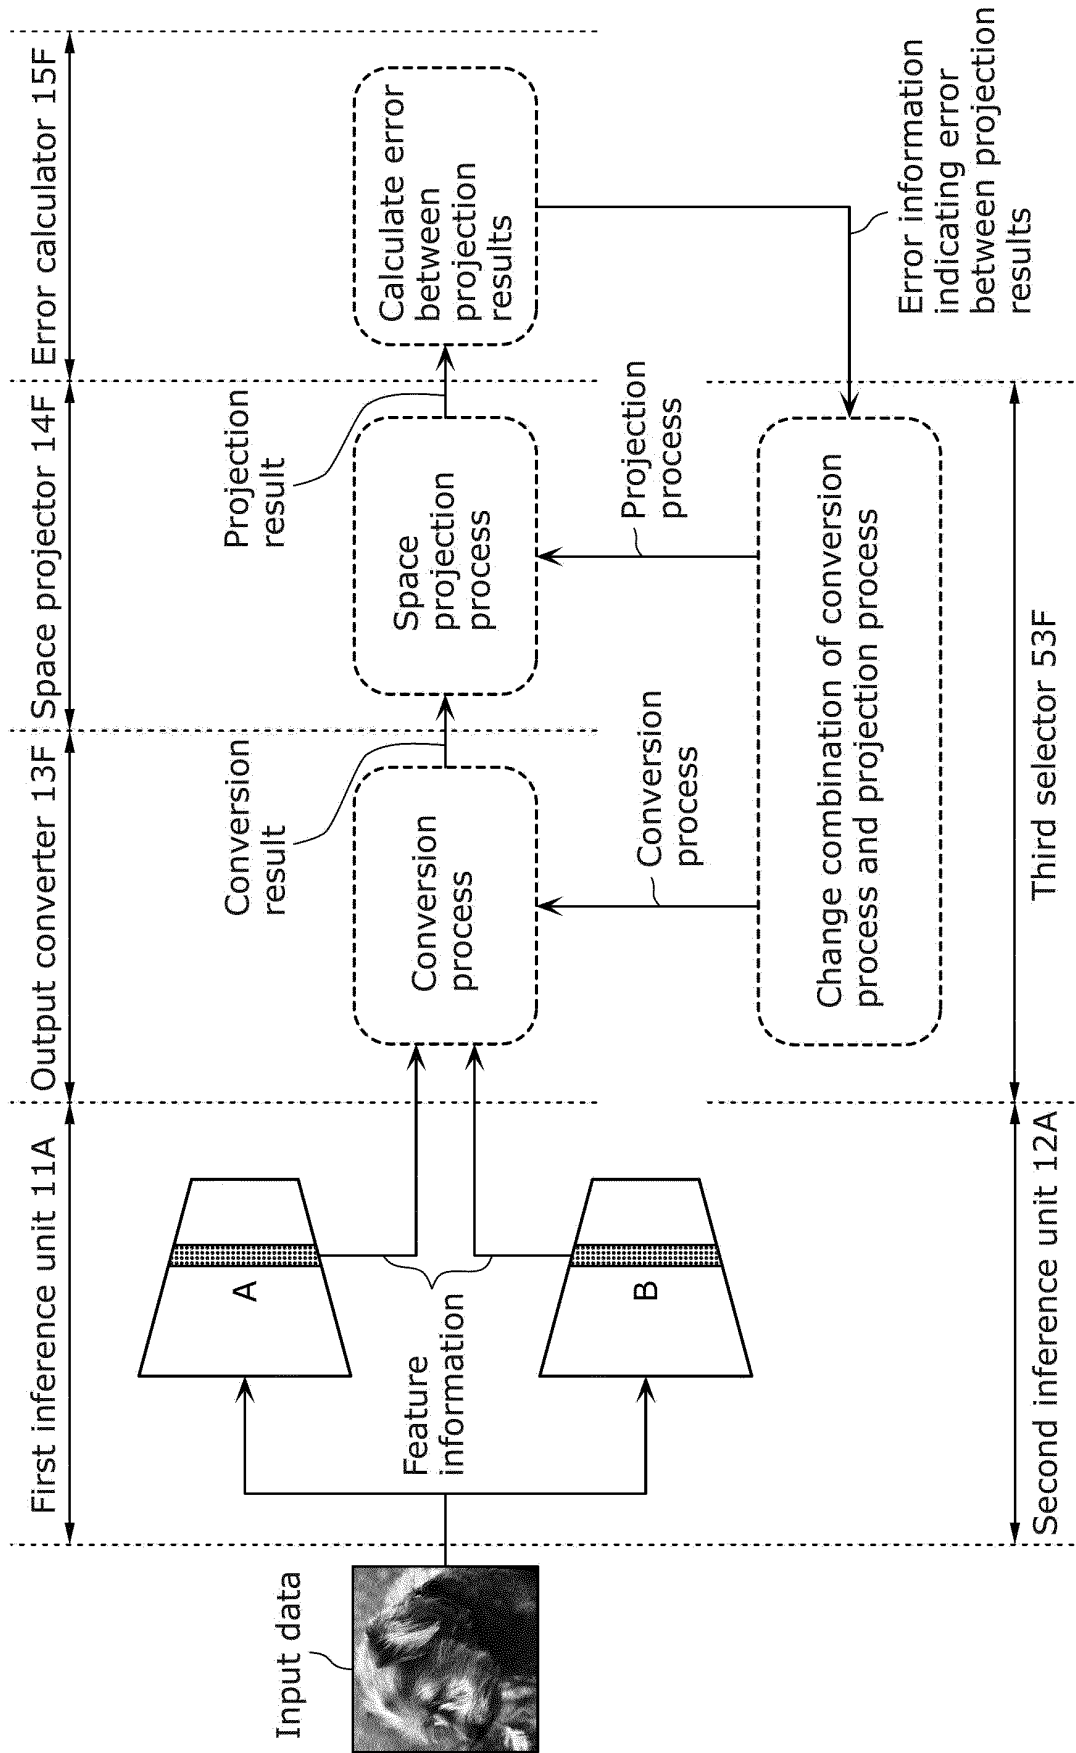 First inference unit 11A
Output converter 13F
Space projector 14F
Error calculator 15F
Input data
A
B
Feature
information
Conversion
process
Conversion
result
Space
projection
process
Projection
result
Calculate error
between
projection
results
Conversion
process
Projection
process
Change combination of conversion
process and projection process
Error information
indicating error
between projection
results
Second inference unit 12A
Third selector 53F